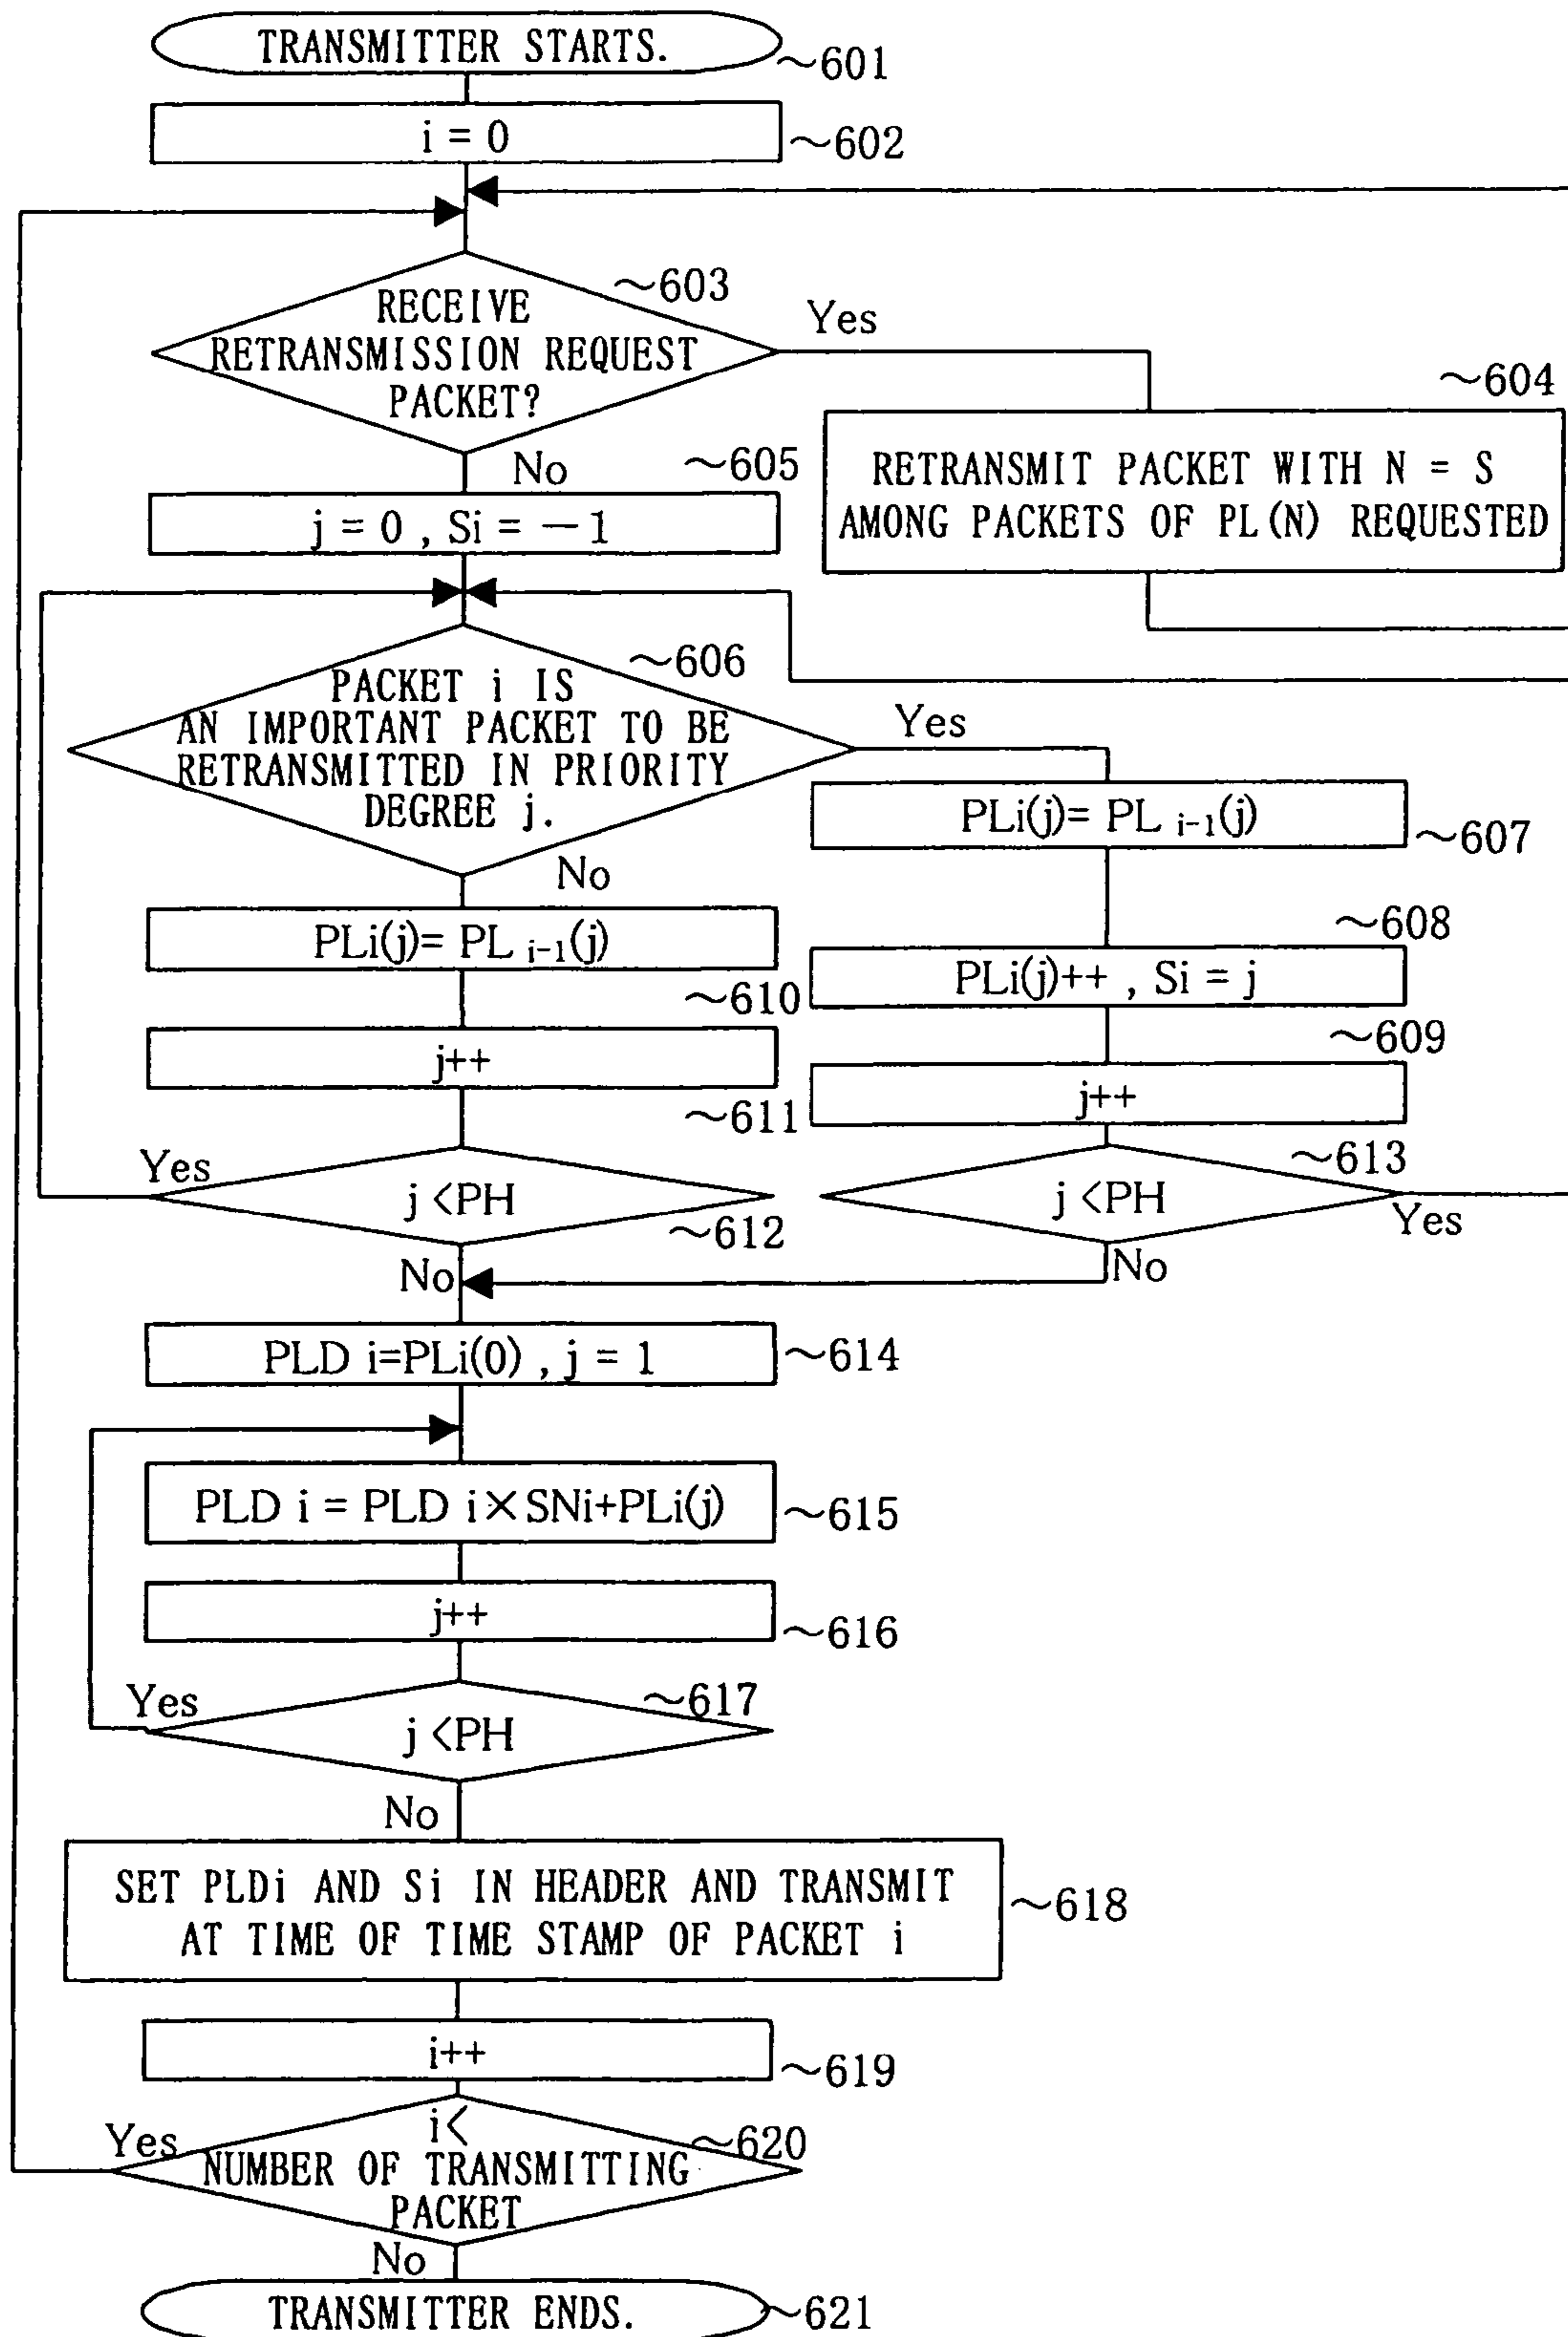 TRANSMITTER STARTS.
~601
i = 0
~602
~603
RECEIVE
RETRANSMISSION REQUEST
PACKET?
Yes
No
~604
RETRANSMIT PACKET WITH N = S
AMONG PACKETS OF PL(N) REQUESTED
~605
j = 0 , Si = —1
~606
PACKET i IS
AN IMPORTANT PACKET TO BE
RETRANSMITTED IN PRIORITY
DEGREE j.
Yes
No
PLi(j)= PL i-1(j)
~607
~608
PLi(j)++ , Si = j
~609
j++
~613
j <PH
Yes
No
PLi(j)= PL i-1(j)
~610
j++
~611
Yes
j <PH
~612
No
PLD i=PLi(0) , j = 1
~614
PLD i = PLD i×SNi+PLi(j)
~615
j++
~616
Yes
~617
j <PH
No
SET PLDi AND Si IN HEADER AND TRANSMIT
AT TIME OF TIME STAMP OF PACKET i
~618
i++
~619
Yes
i<
~620
NUMBER OF TRANSMITTING
PACKET
No
TRANSMITTER ENDS.
~621